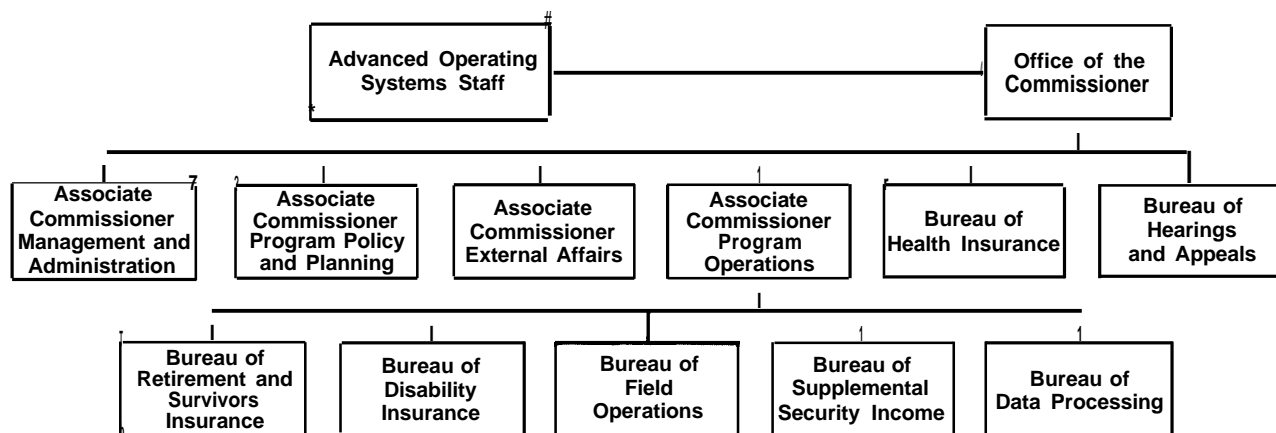 Advanced Operating
Systems Staff
Office of the
Commissioner
Associate
Commissioner
Management and
Administration
Associate
Commissioner
Program Policy
and Planning
Associate
Commissioner
External Affairs
Associate
Commissioner
Program
Operations
Bureau of
Health Insurance
Bureau of
Hearings
and Appeals
Bureau of
Retirement and
Survivors
Insurance
Bureau of
Disability
Insurance
Bureau of
Field
Operations
Bureau of
Supplemental
Security Income
Bureau of
Data Processing